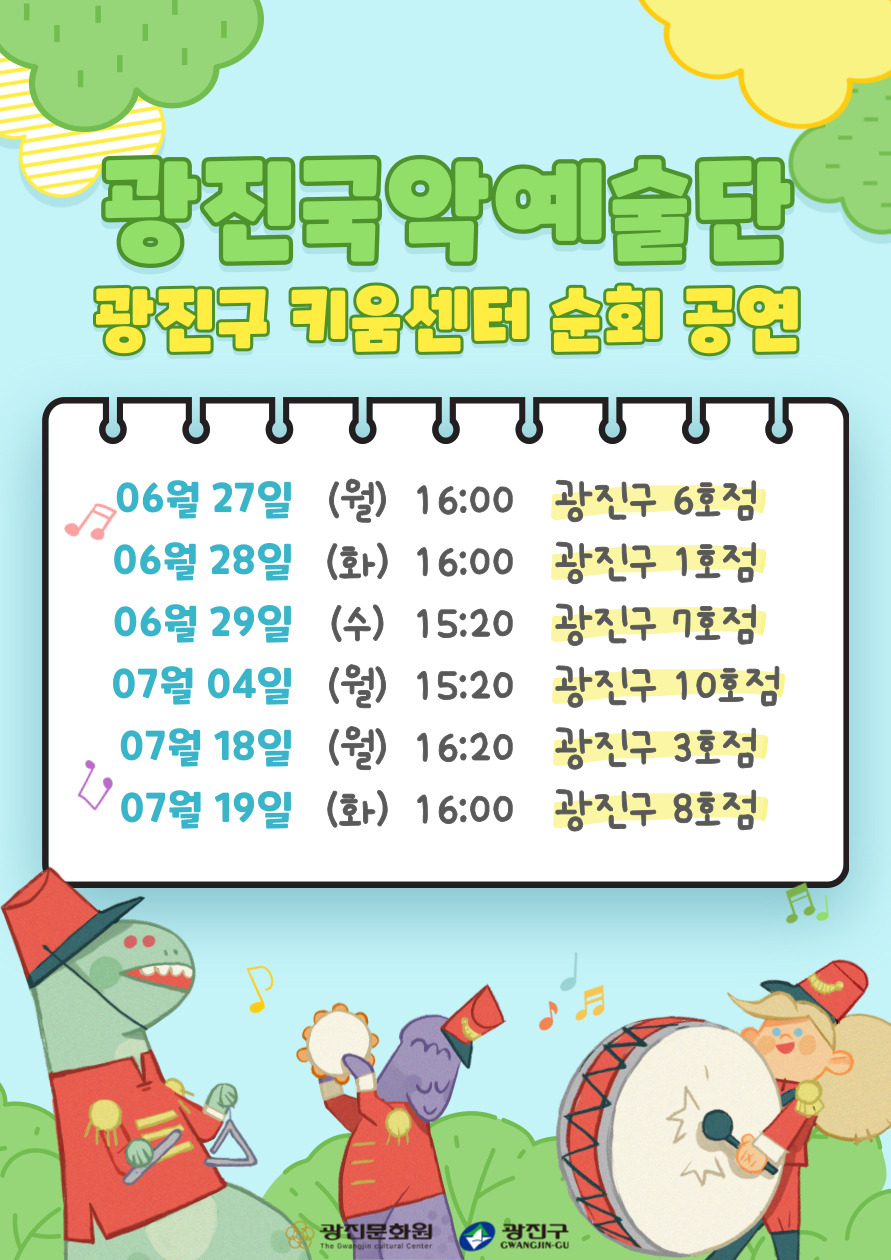 광진국악예술단
광진구 키움센터 순회 공연
06월 27일 (월) 16:00 광진구 6호점
06월 28일 (화) 16:00 광진구 1호점
06월 29일 (수) 15:20 광진구 7호점
07월 04일 (월) 15:20 광진구 10호점
07월 18일 (월) 16:20 광진구 3호점
07월 19일 (화) 16:00 광진구 8호점
광진문화원
The Gwangjin cultural Center
광진구
GWANGJIN-GU